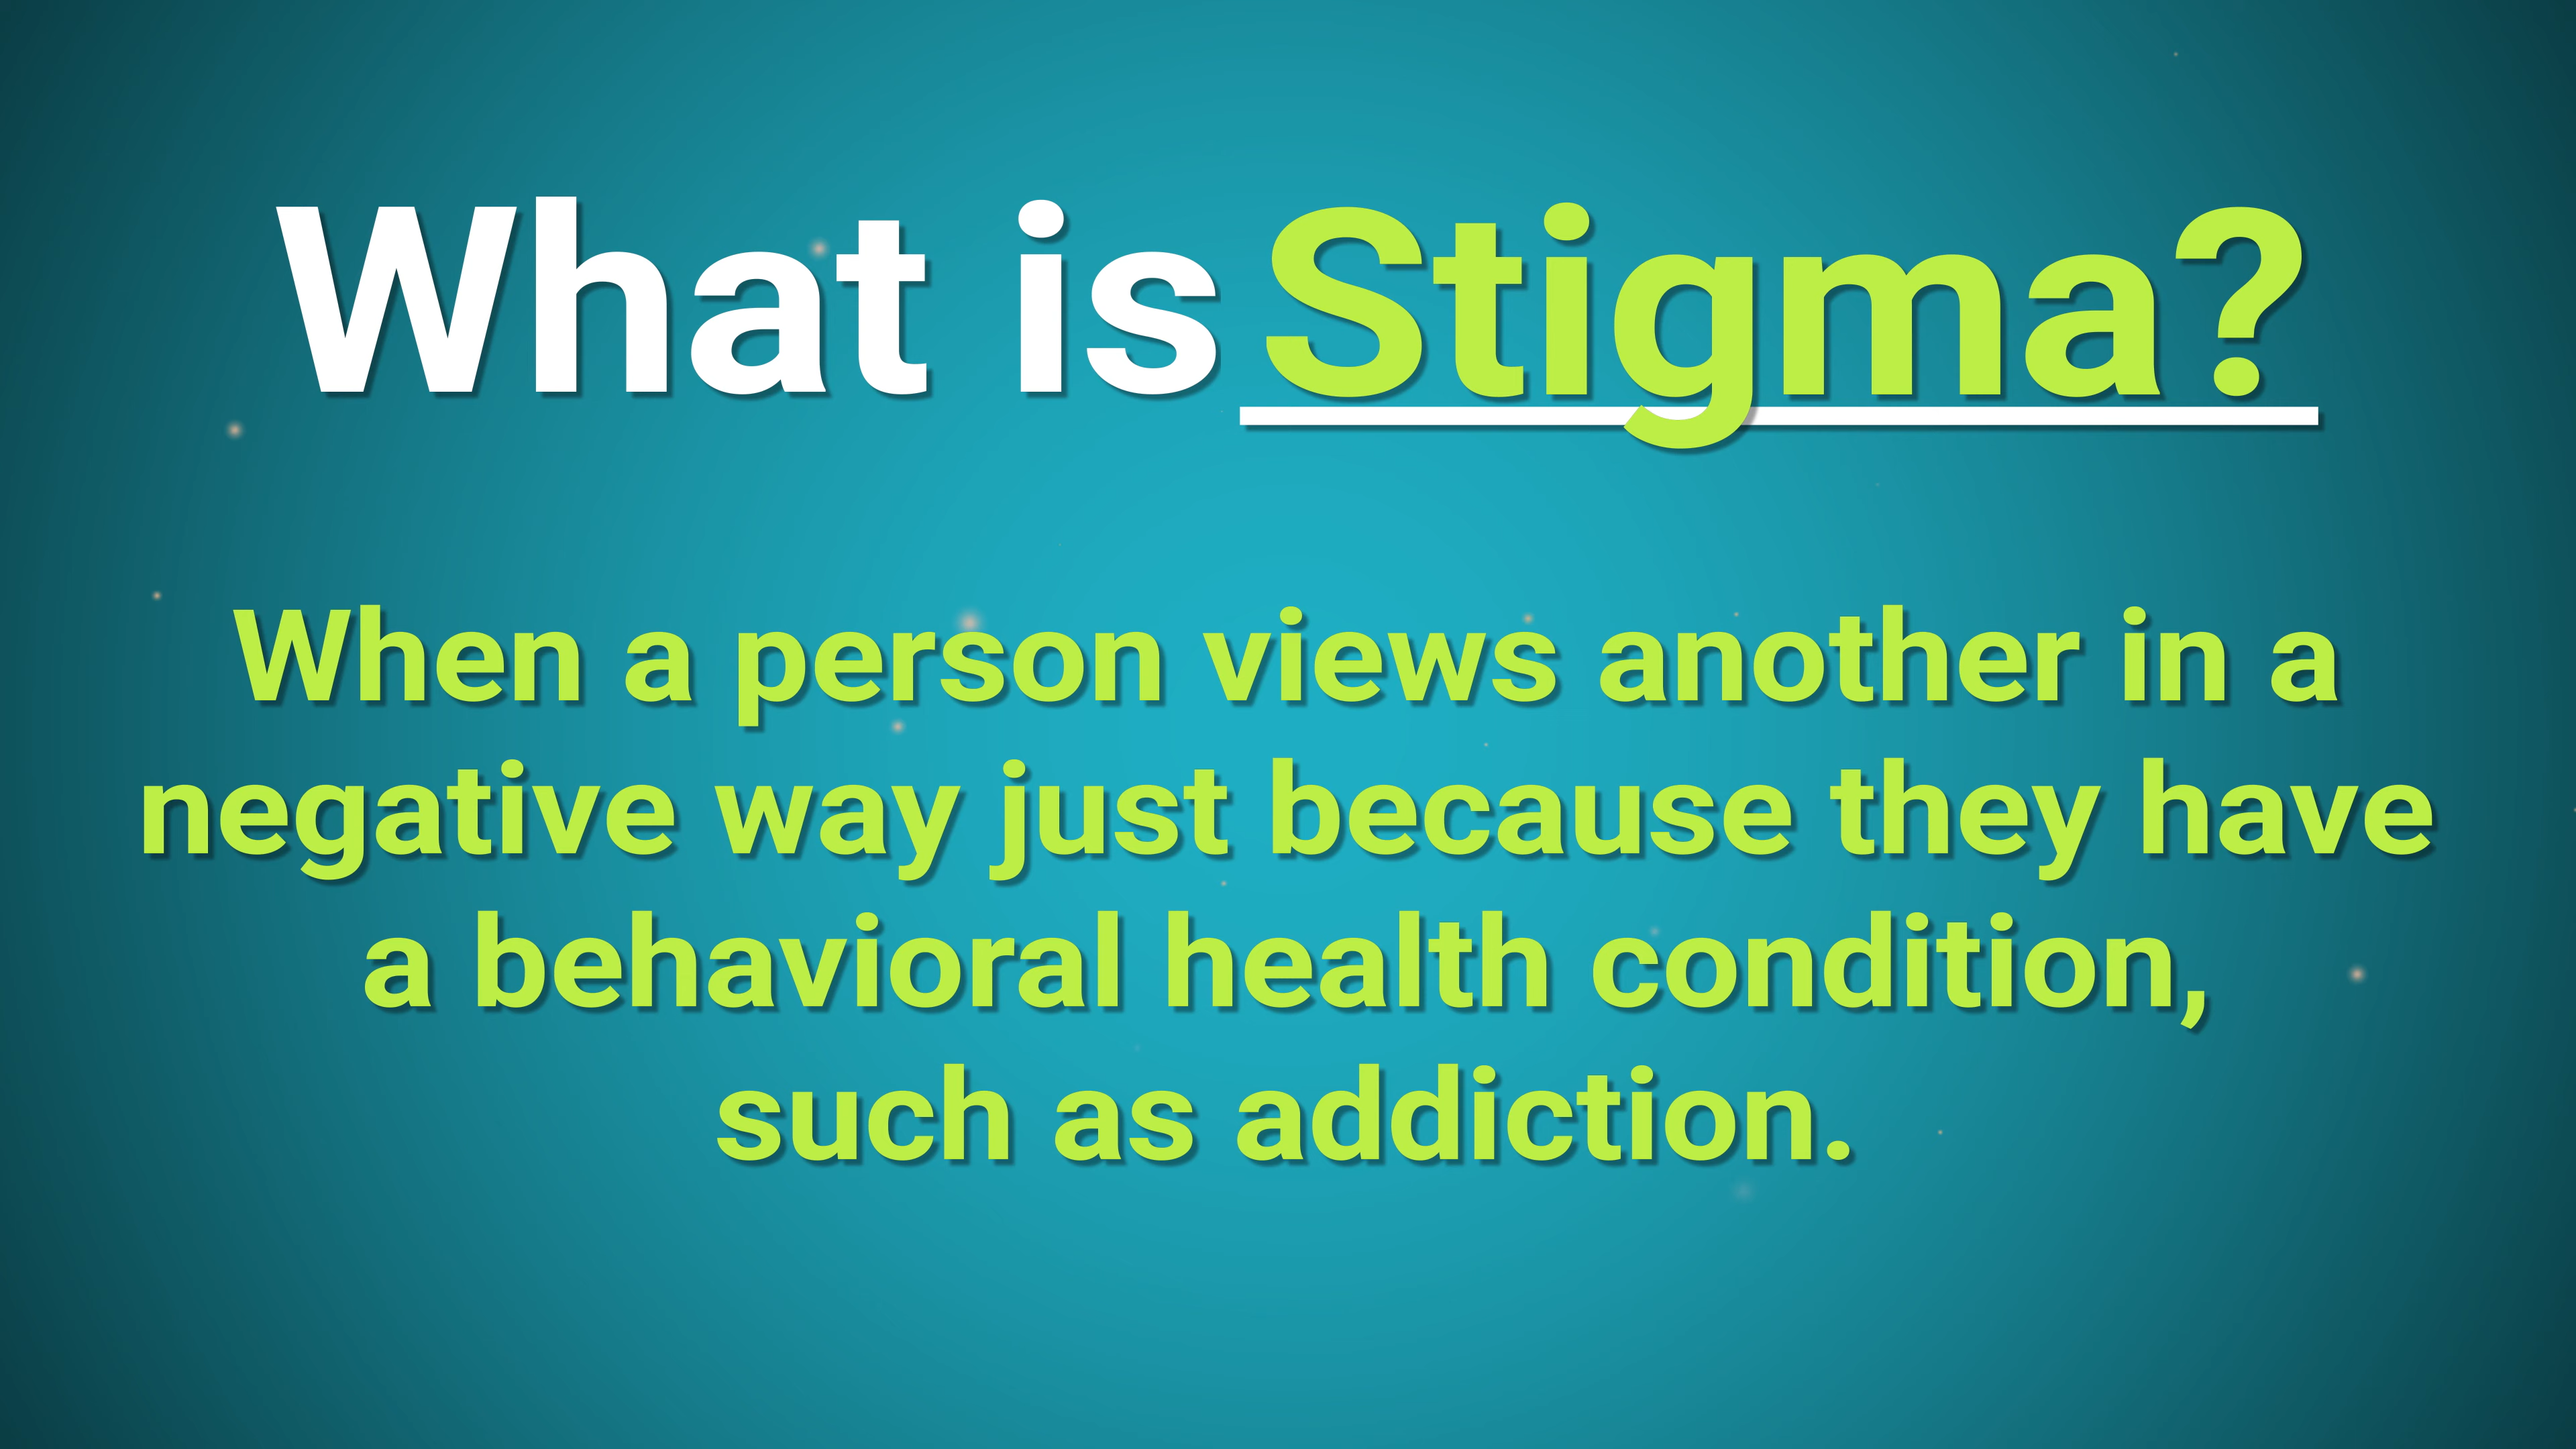 What is Stigma?
When a person views another in a
negative way just because they have
a behavioral health condition,
such as addiction.